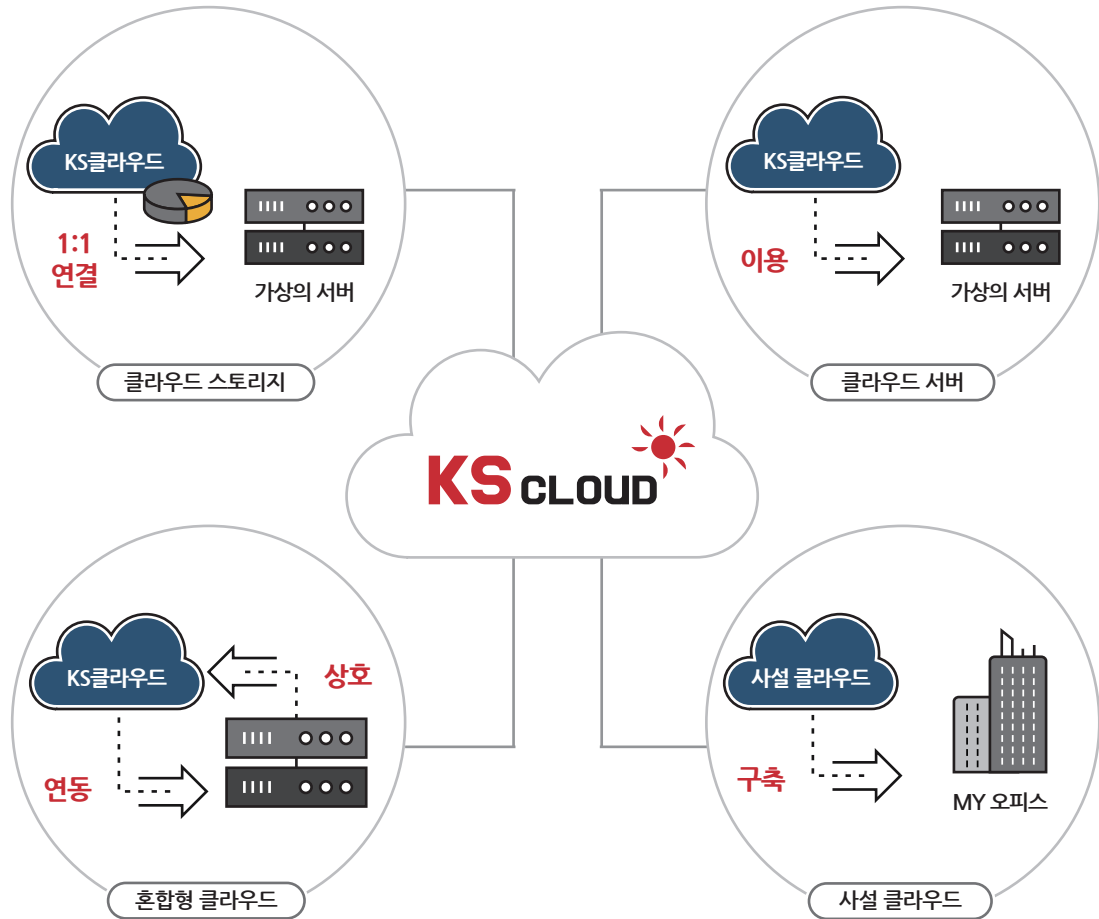 KS클라우드
1:1
연결
가상의 서버
클라우드 스토리지
KS클라우드
이용
가상의 서버
클라우드 서버
KS CLOUD
KS클라우드
상호
연동
혼합형 클라우드
사설 클라우드
구축
MY 오피스
사설 클라우드